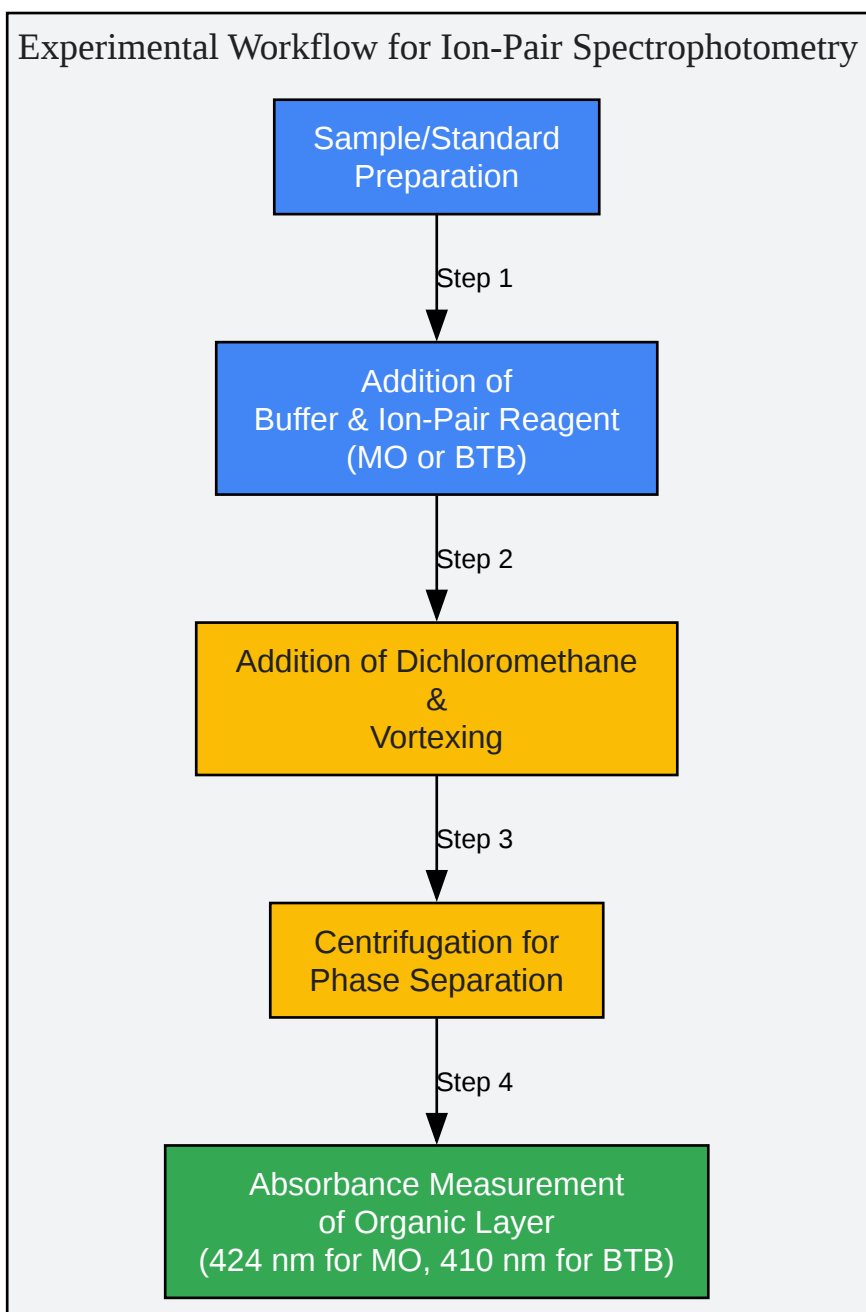 Experimental Workflow for Ion-Pair Spectrophotometry
Sample/Standard
Preparation
Step 1
Addition of
Buffer & Ion-Pair Reagent
(MO or BTB)
Step 2
Addition of Dichloromethane
&
Vortexing
Step 3
Centrifugation for
Phase Separation
Step 4
Absorbance Measurement
of Organic Layer
(424 nm for MO, 410 nm for BTB)